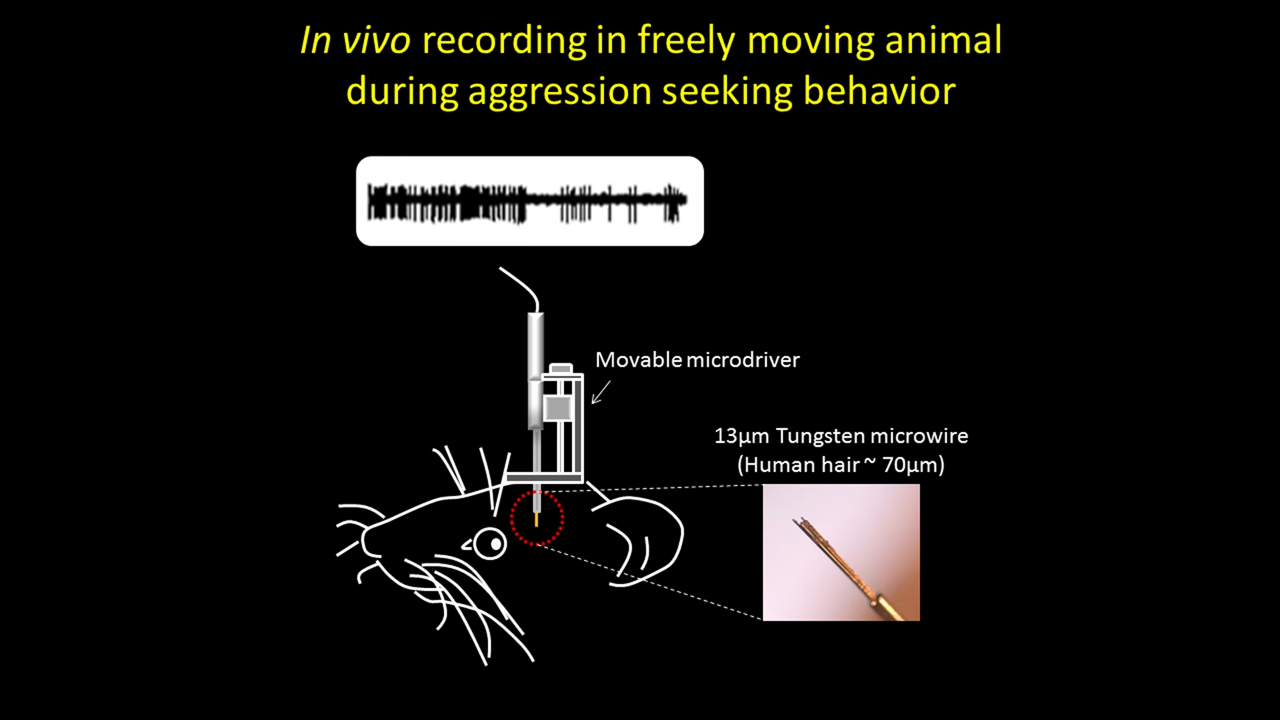 In vivo recording in freely moving animal
during aggression seeking behavior
Movable microdriver
13µm Tungsten microwire
(Human hair ~ 70µm)